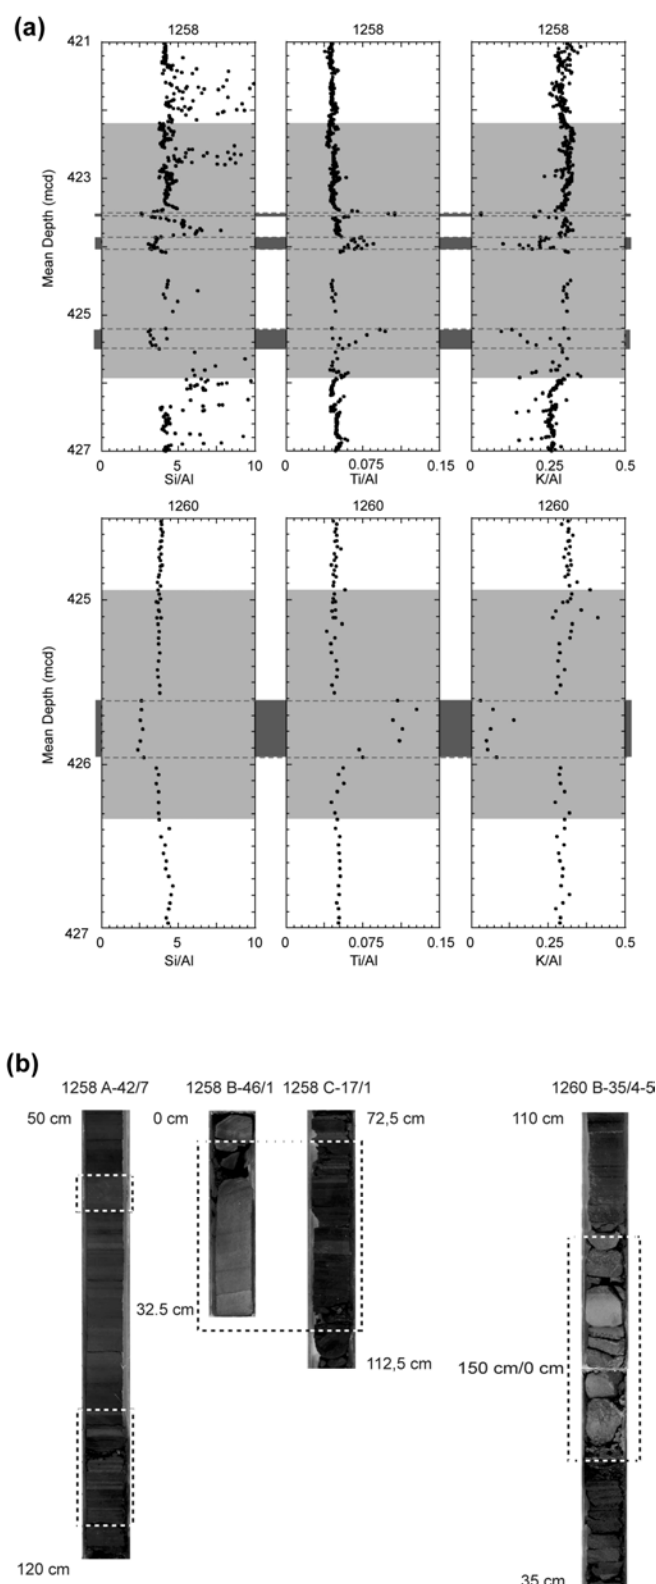 (a)
1258 1258 1258
421
423
425
427
Mean Depth (mcd)
0 5 10 0 0.075 0.15 0 0.25 0.5
Si/Al Ti/Al K/Al
1260 1260 1260
425
426
427
Mean Depth (mcd)
0 5 10 0 0.075 0.15 0 0.25 0.5
Si/Al Ti/Al K/Al
(b)
1258 A-42/7 1258 B-46/1 1258 C-17/1 1260 B-35/4-5
50 cm 0 cm 72,5 cm 110 cm
32.5 cm
112,5 cm 150 cm/0 cm
120 cm 35 cm